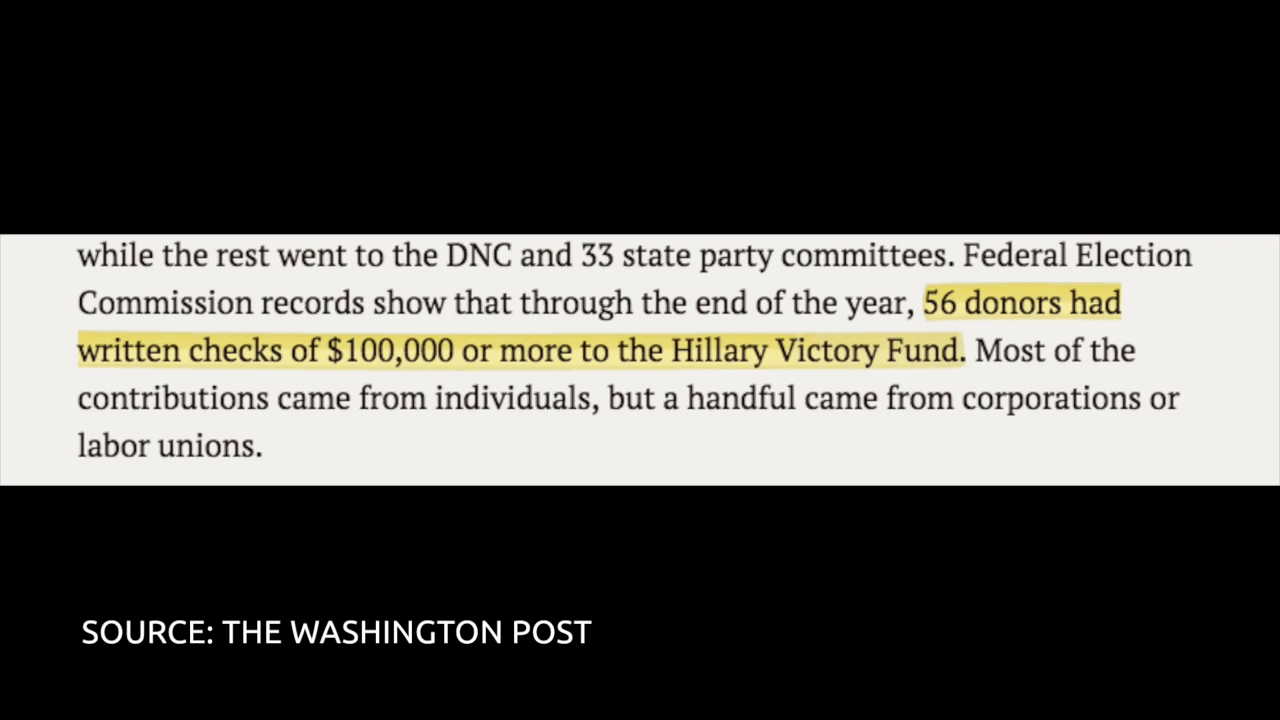 while the rest went to the DNC and 33 state party committees. Federal Election
Commission records show that through the end of the year, 56 donors had
written checks of $100,000 or more to the Hillary Victory Fund. Most of the
contributions came from individuals, but a handful came from corporations or
labor unions.
SOURCE: THE WASHINGTON POST